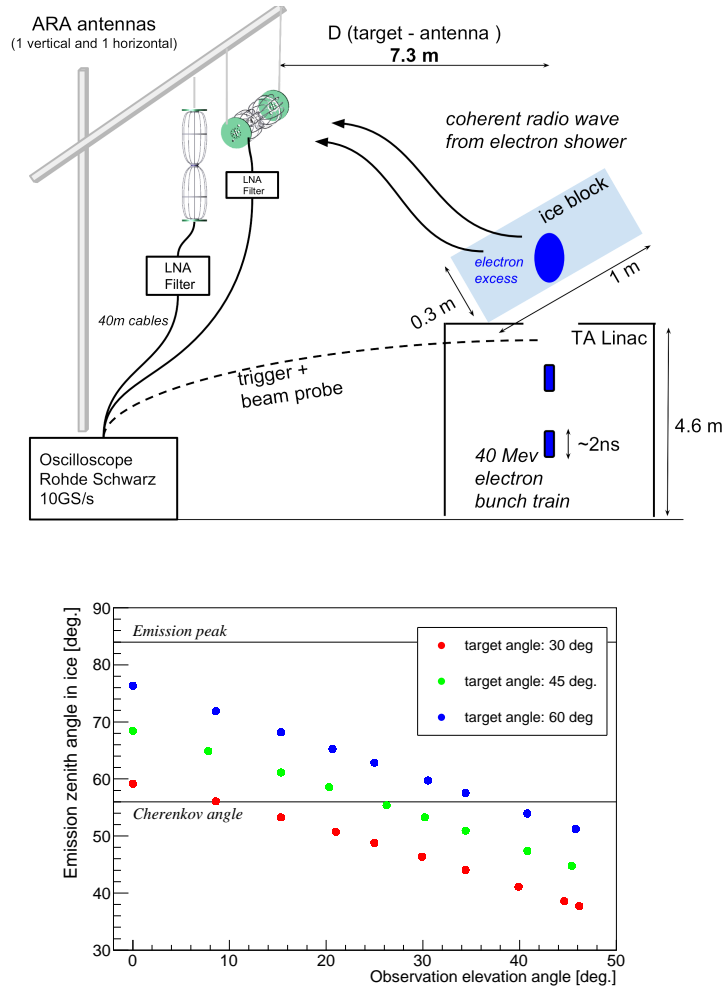 ARA antennas
(1 vertical and 1 horizontal)
D (target - antenna )
7.3 m
coherent radio wave
from electron shower
LNA
Filter
ice block
electron
excess
1 m
0.3 m
LNA
Filter
40m cables
TA Linac
trigger +
beam probe
4.6 m
~2ns
40 Mev
electron
bunch train
Oscilloscope
Rohde Schwarz
10GS/s
Emission zenith angle in ice [deg.]
90
80
70
60
50
40
30
Emission peak
Cherenkov angle
target angle: 30 deg
target angle: 45 deg.
target angle: 60 deg
0 10 20 30 40 50
Observation elevation angle [deg.]